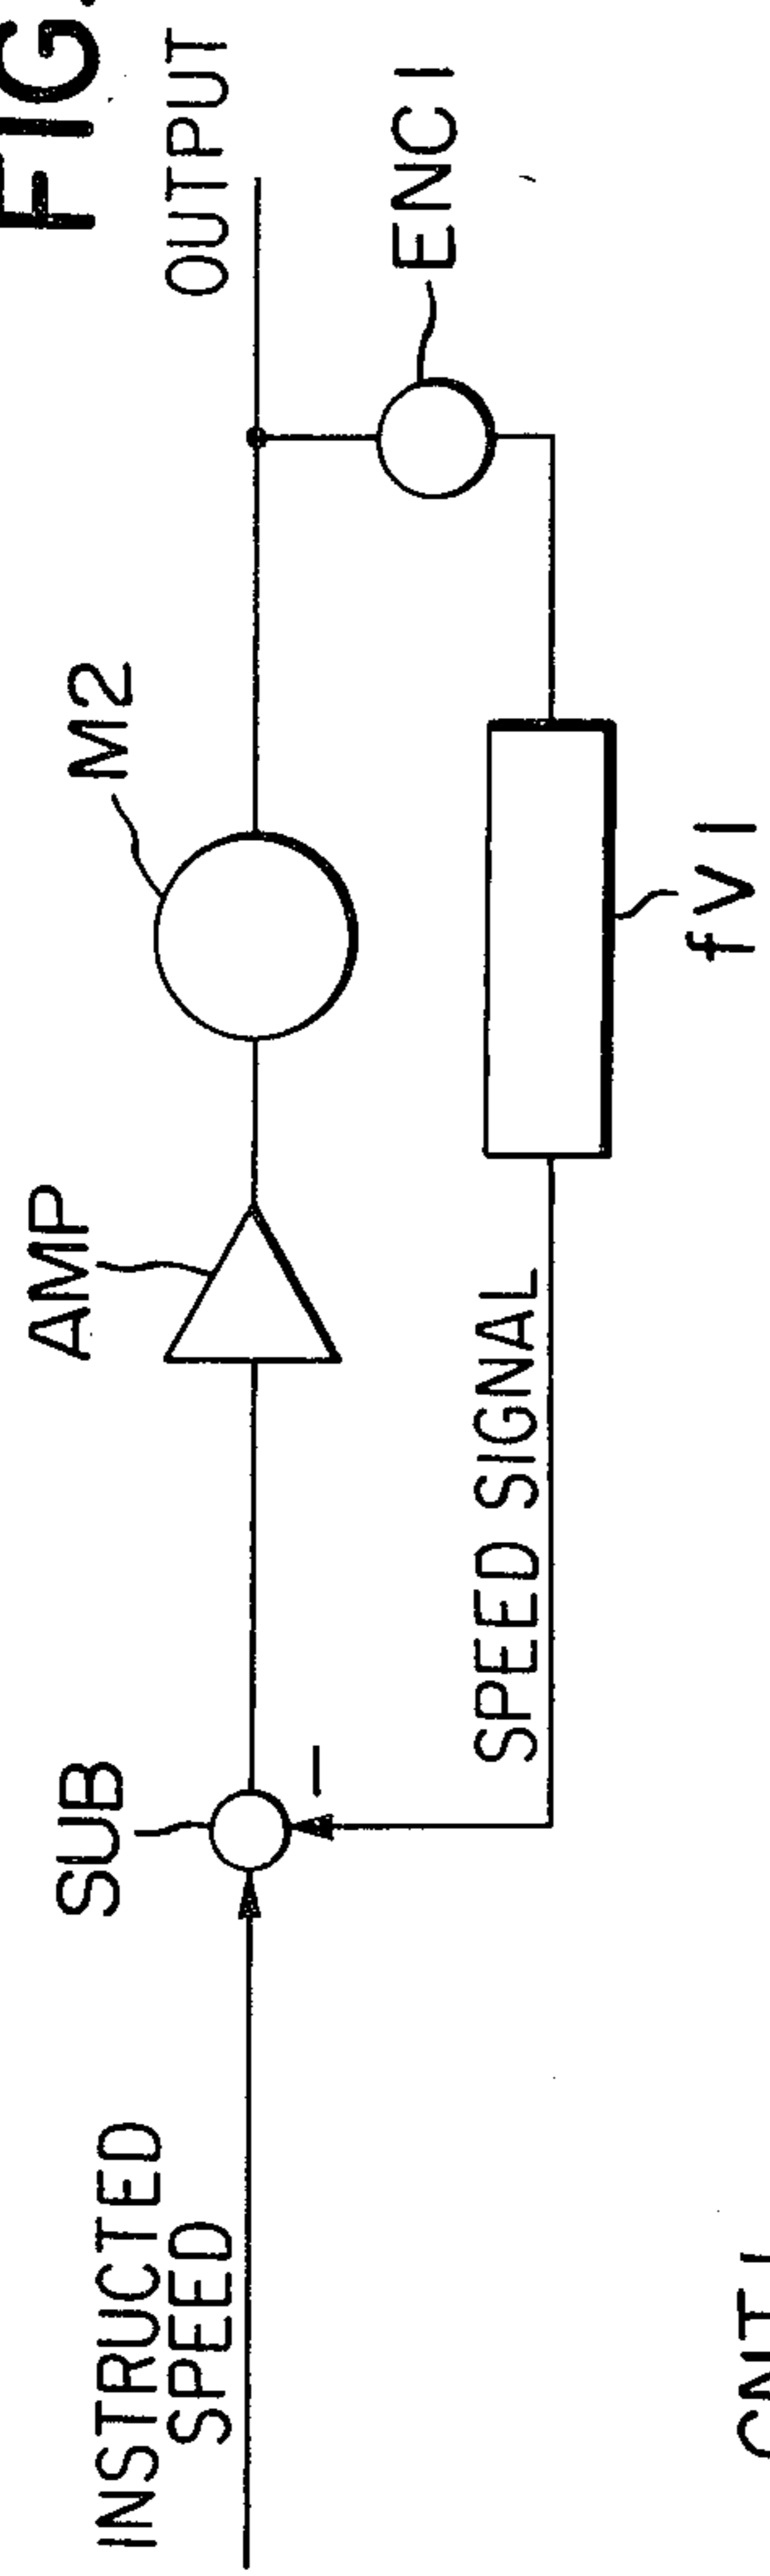 FIG.
OUTPUT
ENC1
M2
fV1
AMP
SPEED SIGNAL
SUB
−
INSTRUCTED
SPEED